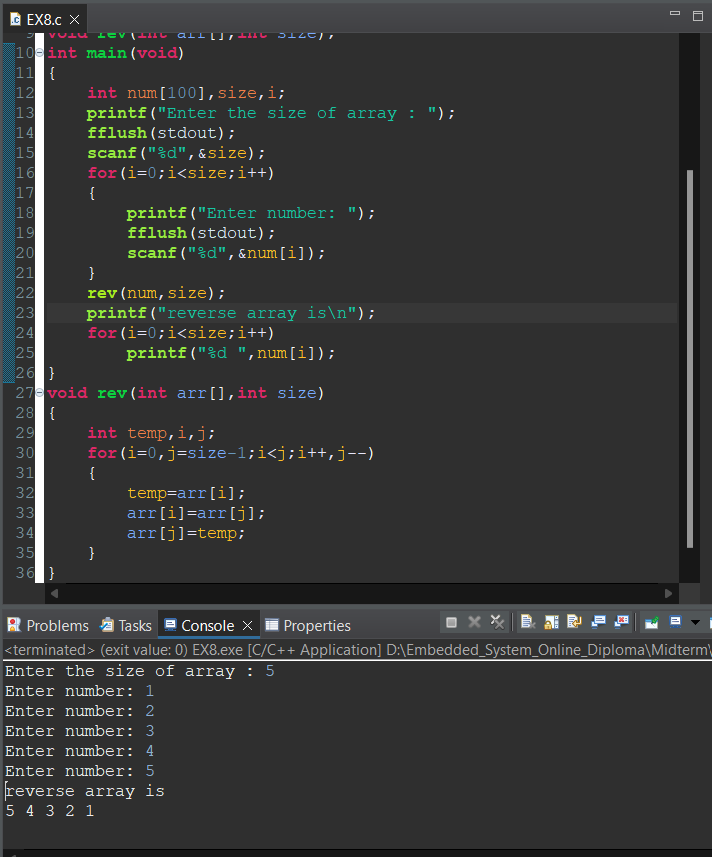 EX8.c
9 void rev(int arr[],int size);
10 int main(void)
11 {
12 int num[100],size,i;
13 printf("Enter the size of array : ");
14 fflush(stdout);
15 scanf("%d",&size);
16 for(i=0;i<size;i++)
17 {
18 printf("Enter number: ");
19 fflush(stdout);
20 scanf("%d",&num[i]);
21 }
22 rev(num,size);
23 printf("reverse array is\n");
24 for(i=0;i<size;i++)
25 printf("%d ",num[i]);
26 }
27 void rev(int arr[],int size)
28 {
29 int temp,i,j;
30 for(i=0,j=size-1;i<j;i++,j--)
31 {
32 temp=arr[i];
33 arr[i]=arr[j];
34 arr[j]=temp;
35 }
36 }
Problems Tasks Console Properties
<terminated> (exit value: 0) EX8.exe [C/C++ Application] D:\Embedded_System_Online_Diploma\Midterm\
Enter the size of array : 5
Enter number: 1
Enter number: 2
Enter number: 3
Enter number: 4
Enter number: 5
reverse array is
5 4 3 2 1